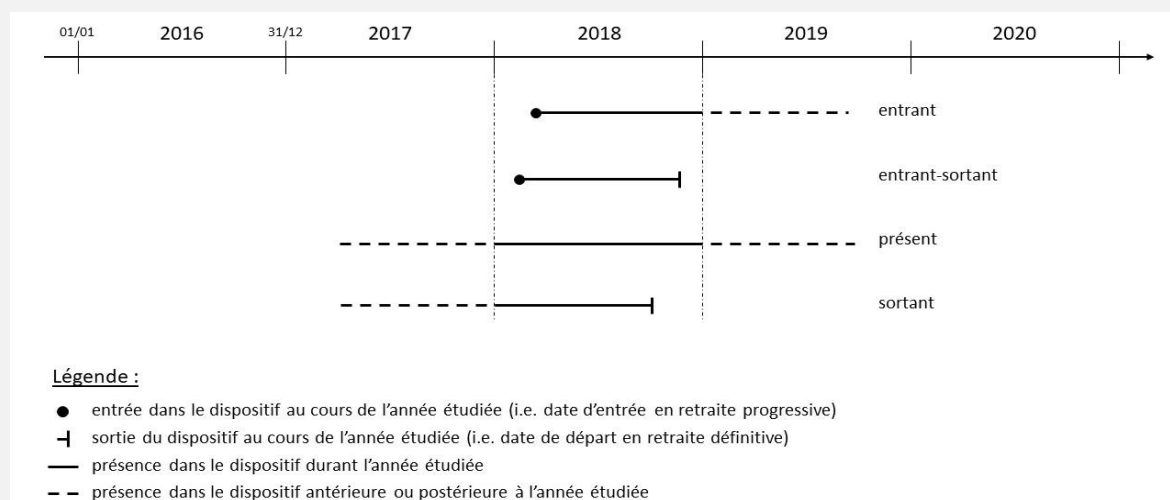 01/01 2016 31/12 2017 2018 2019 2020
entrant
entrant-sortant
présent
sortant
Légende :
entrée dans le dispositif au cours de l'année étudiée (i.e. date d'entrée en retraite progressive)
sortie du dispositif au cours de l'année étudiée (i.e. date de départ en retraite définitive)
présence dans le dispositif durant l'année étudiée
présence dans le dispositif antérieure ou postérieure à l'année étudiée